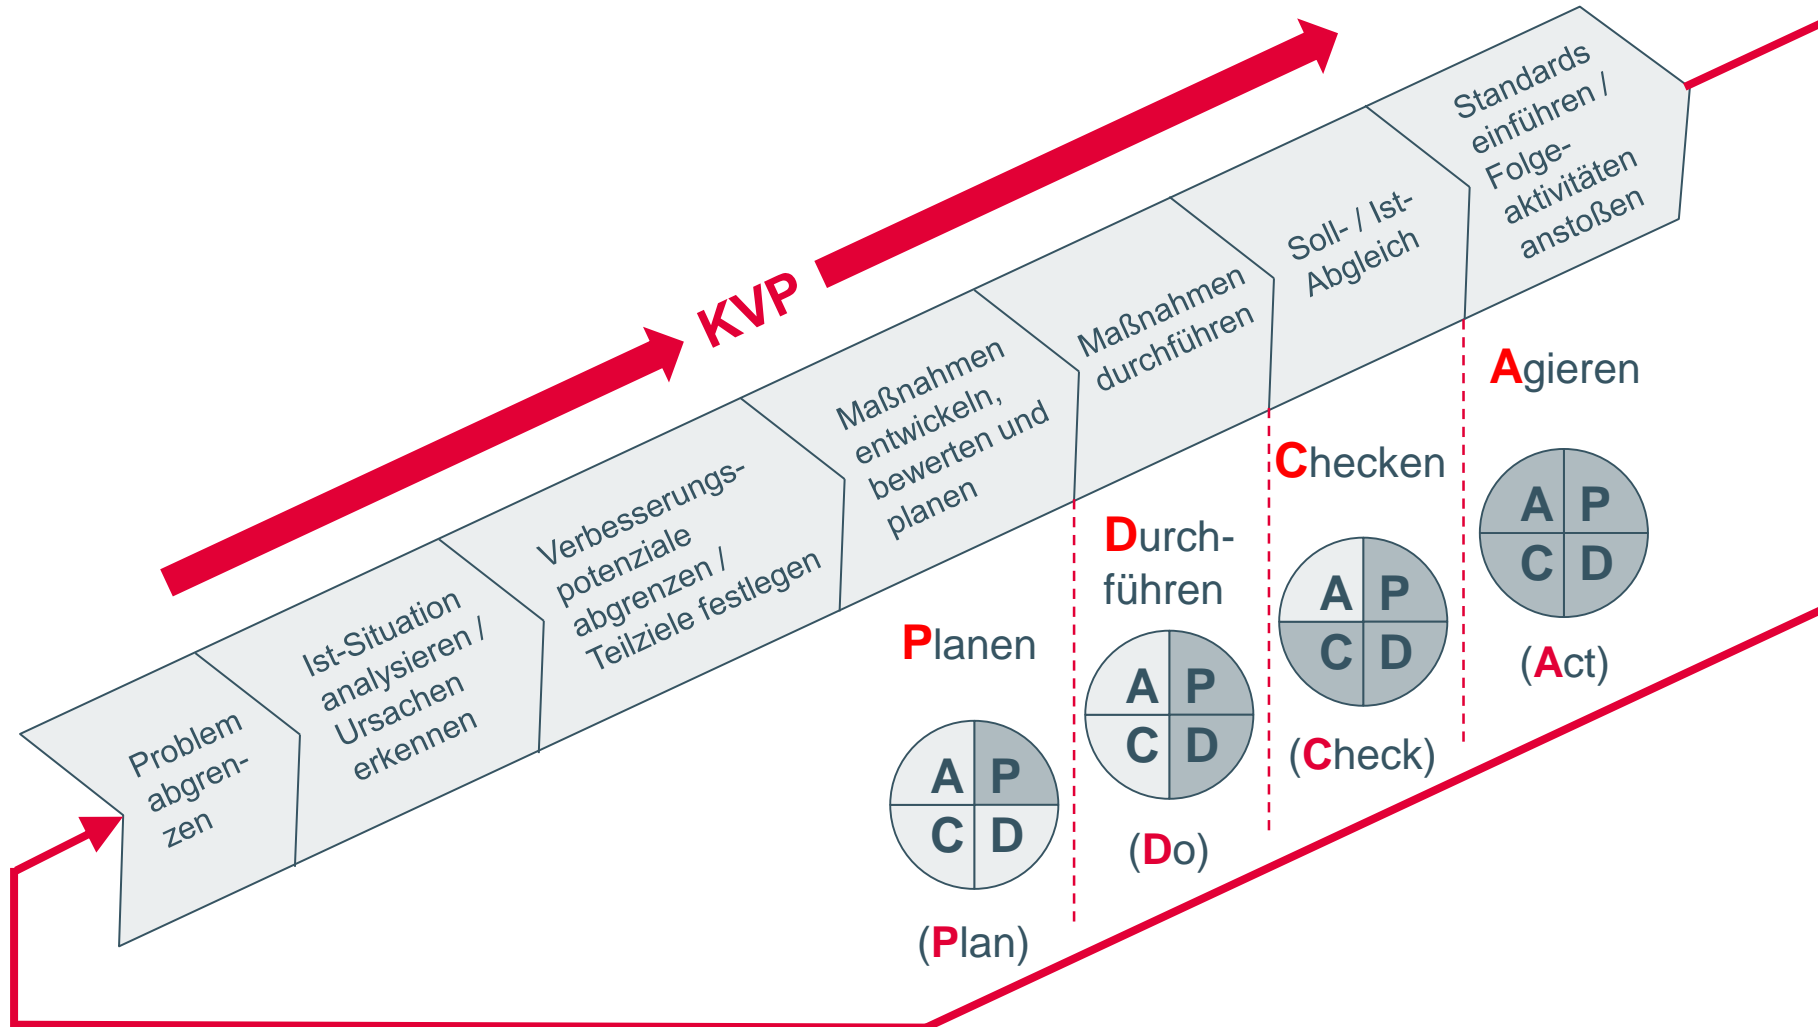 KVP
Problem
abgren-
zen
Ist-Situation
analysieren /
Ursachen
erkennen
Verbesserungs-
potenziale
abgrenzen /
Teilziele festlegen
Maßnahmen
entwickeln,
bewerten und
planen
Maßnahmen
durchführen
Soll- / Ist-
Abgleich
Standards
einführen /
Folge-
aktivitäten
anstoßen
Planen
A P
C D
(Plan)
Durch-
führen
A P
C D
(Do)
Checken
A P
C D
(Check)
Agieren
A P
C D
(Act)